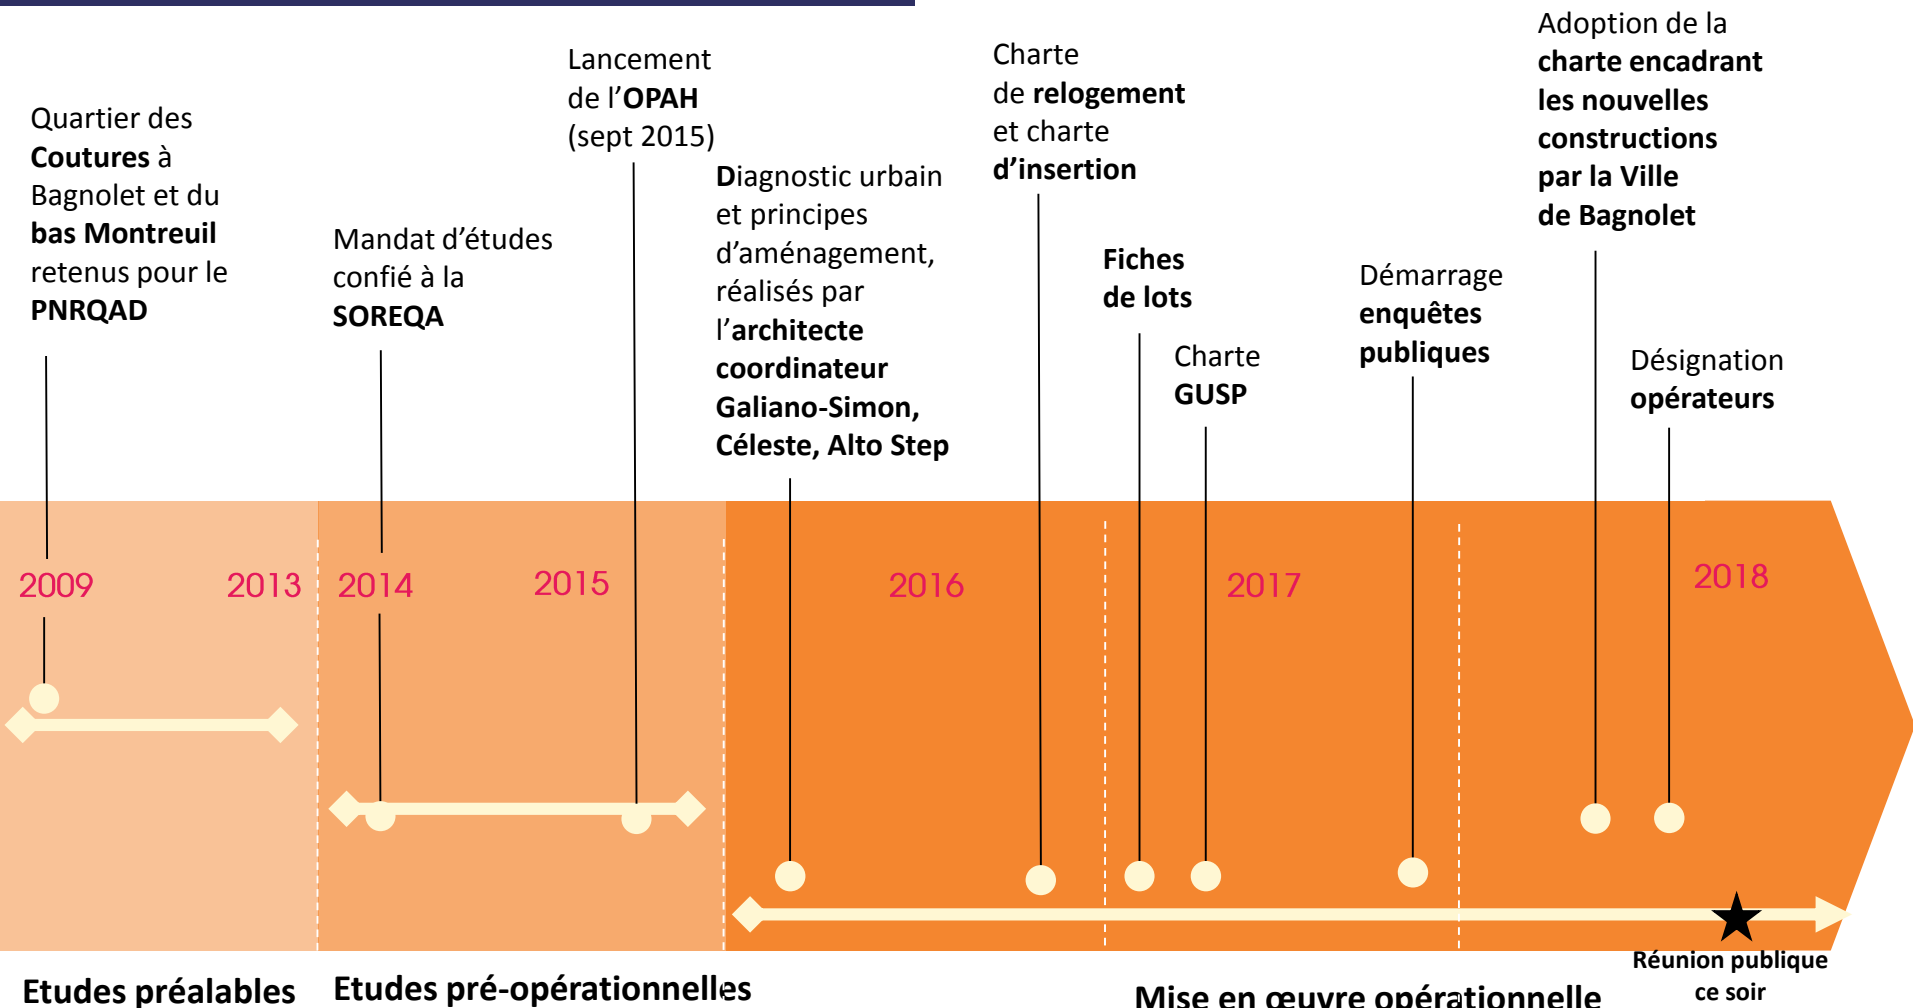 Quartier des
Coutures à
Bagnolet et du
bas Montreuil
retenus pour le
PNRQAD
Mandat d’études
confié à la
SOREQA
Lancement
de l’OPAH
(sept 2015)
Diagnostic urbain
et principes
d’aménagement,
réalisés par
l’architecte
coordinateur
Galiano-Simon,
Céleste, Alto Step
Charte
de relogement
et charte
d’insertion
Fiches
de lots
Charte
GUSP
Démarrage
enquêtes
publiques
Adoption de la
charte encadrant
les nouvelles
constructions
par la Ville
de Bagnolet
Désignation
opérateurs
2009
2013
2014
2015
2016
2017
2018
Etudes préalables
Etudes pré-opérationnelles
Mise en œuvre opérationnelle
Réunion publique
ce soir